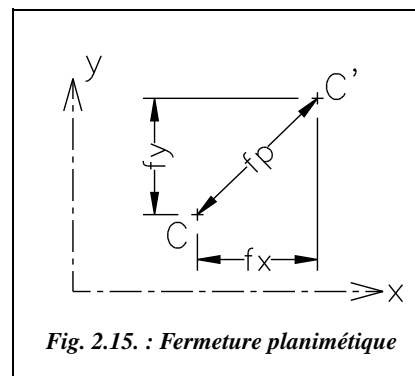 y
C'
fy
fp
C
fx
x
Fig. 2.15. : Fermeture planimétique